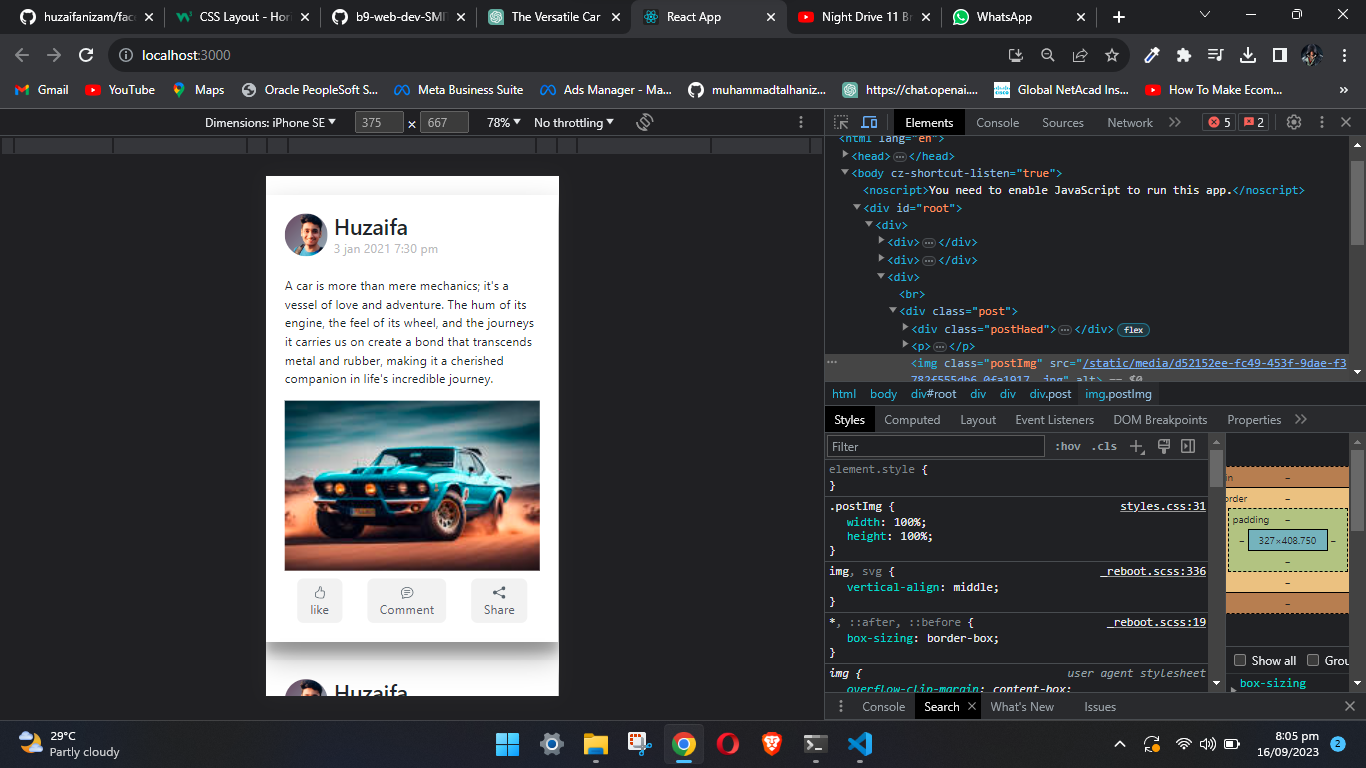 huzaifanizam/fac
CSS Layout - Hori
b9-web-dev-SMI
The Versatile Car
React App
Night Drive 11 Br
WhatsApp
localhost:3000
Gmail
YouTube
Maps
Oracle PeopleSoft S...
Meta Business Suite
Ads Manager - Ma...
muhammadtalhaniz...
https://chat.openai....
Global NetAcad Ins...
How To Make Ecom...
»
Dimensions: iPhone SE
375 × 667
78%
No throttling
Elements
Console
Sources
Network
5
2
<html lang="en">
<head> ⋯ </head>
<body cz-shortcut-listen="true">
<noscript>You need to enable JavaScript to run this app.</noscript>
<div id="root">
<div>
<div> ⋯ </div>
<div> ⋯ </div>
<div>
<br>
<div class="post">
<div class="postHaed"> ⋯ </div> flex
<p> ⋯ </p>
<img class="postImg" src="/static/media/d52152ee-fc49-453f-9dae-f3
782f555db6_0fa1917….jpg" alt> == $0
html body div#root div div div.post img.postImg
Styles Computed Layout Event Listeners DOM Breakpoints Properties
Filter
:hov .cls
element.style {
}
.postImg {
styles.css:31
width: 100%;
height: 100%;
}
img, svg {
_reboot.scss:336
vertical-align: middle;
}
*, ::after, ::before {
_reboot.scss:19
box-sizing: border-box;
}
img {
user agent stylesheet
overflow-clip-margin: content-box;
padding
327×408.750
Show all
Grou
box-sizing
Console Search What's New Issues
Huzaifa
3 jan 2021 7:30 pm
A car is more than mere mechanics; it's a
vessel of love and adventure. The hum of its
engine, the feel of its wheel, and the journeys
it carries us on create a bond that transcends
metal and rubber, making it a cherished
companion in life's incredible journey.
like
Comment
Share
Huzaifa
29°C
Partly cloudy
8:05 pm
16/09/2023
2